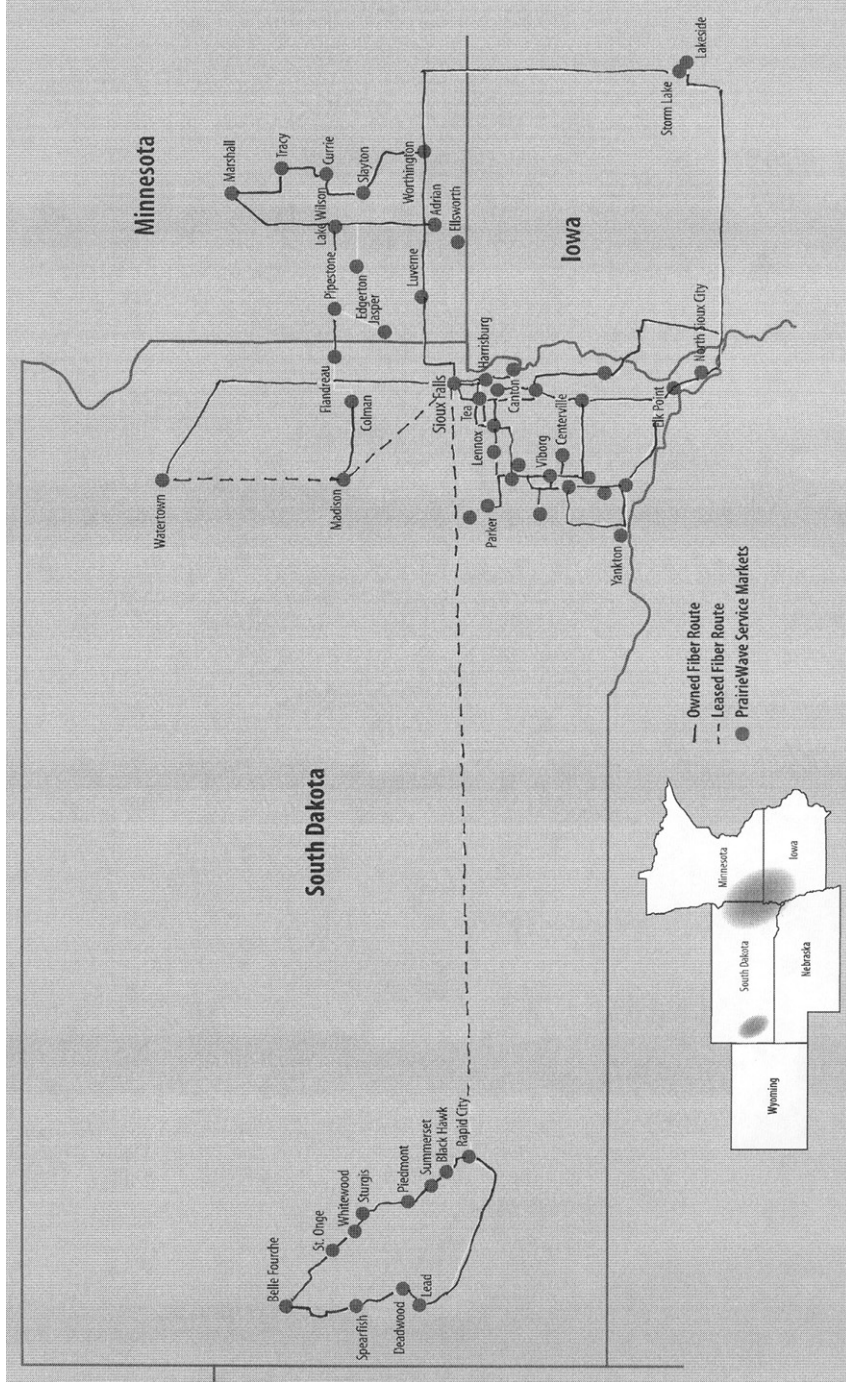 Minnesota
Marshall
Tracy
Currie
Lake Wilson
Slayton
Pipestone
Worthington
Edgerton
Adrian
Jasper
Ellsworth
Luverne
Flandreau
Colman
Watertown
Madison
South Dakota
Sioux Falls
Harrisburg
Tea
Canton
Lennox
Centerville
Viborg
Parker
Yankton
Elk Point
North Sioux City
Iowa
Storm Lake
Lakeside
Belle Fourche
St. Onge
Whitewood
Sturgis
Spearfish
Piedmont
Deadwood
Summerset
Lead
Black Hawk
Rapid City
Owned Fiber Route
Leased Fiber Route
PrairieWave Service Markets
Minnesota
South Dakota
Iowa
Wyoming
Nebraska